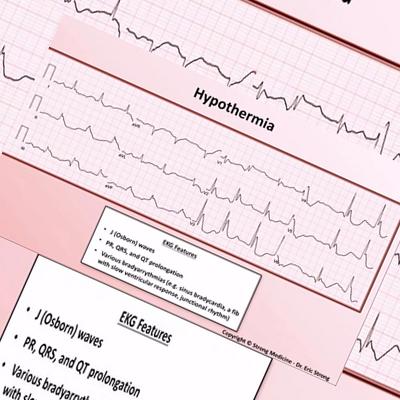 Hypothermia
EKG Features
• J (Osborn) waves
• PR, QRS, and QT prolongation
• Various bradyarrhythmias (e.g. sinus bradycardia, a fib
with slow ventricular response, junctional rhythm)
Copyright © Strong Medicine - Dr. Eric Strong
EKG Features
• J (Osborn) waves
• PR, QRS, and QT prolongation
• Various
with